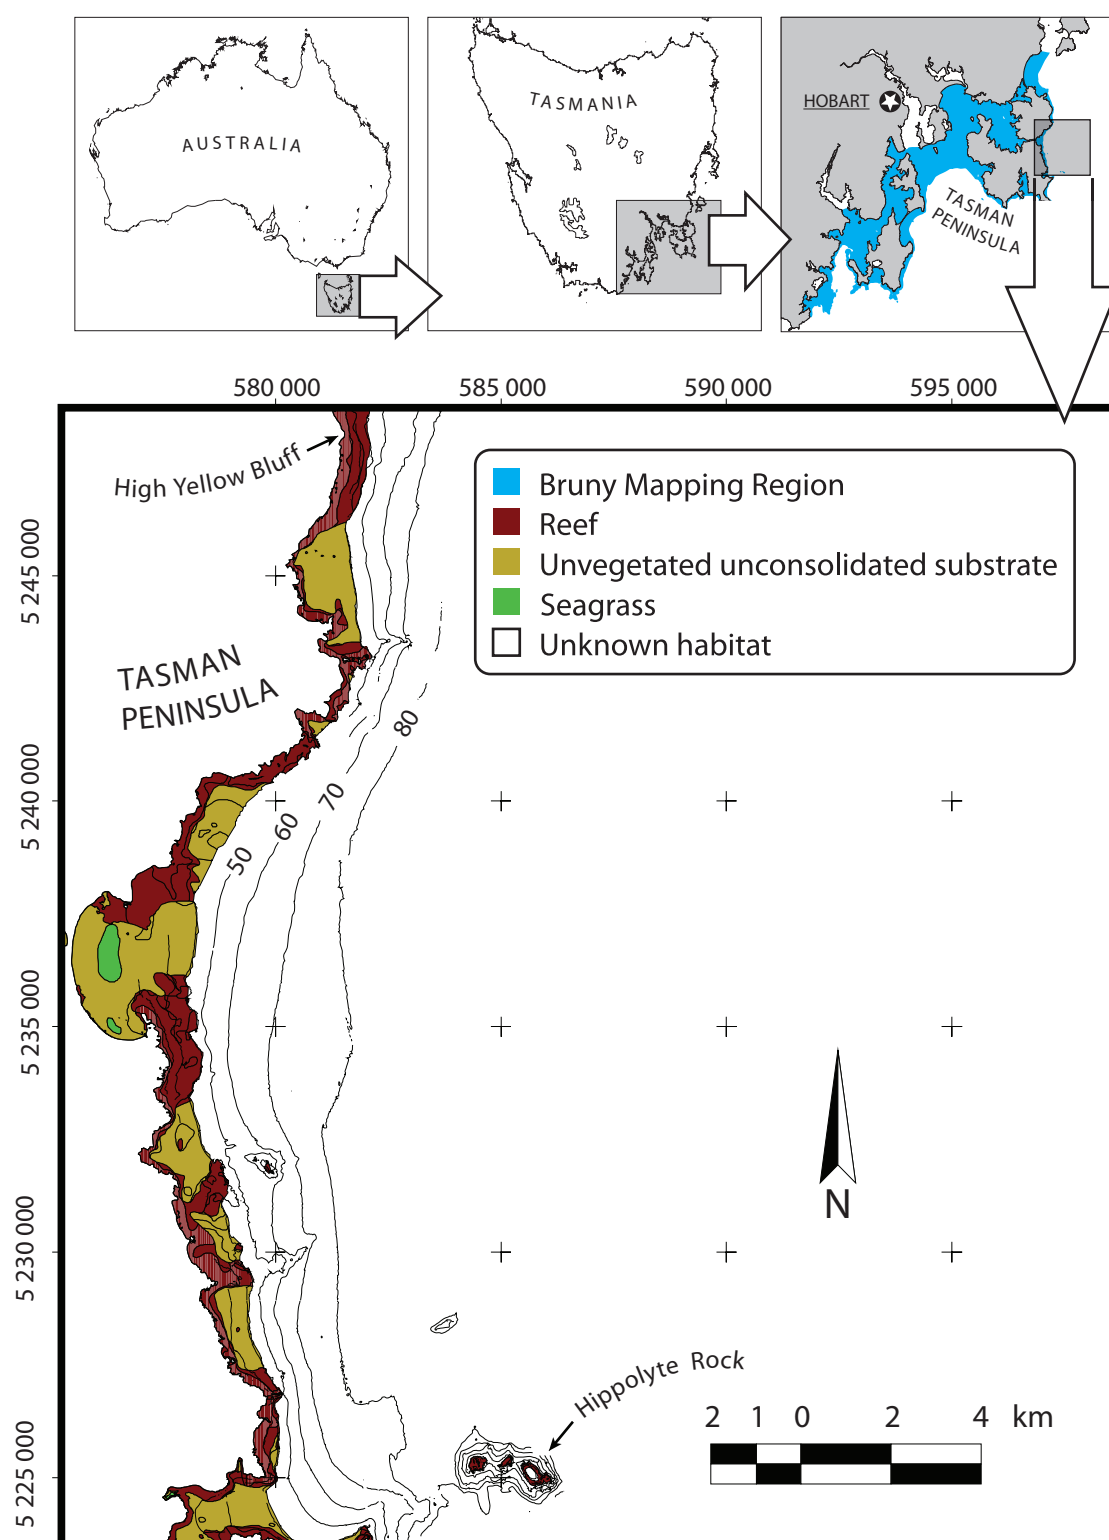 AUSTRALIA
TASMANIA
HOBART
TASMAN
PENINSULA
580 000 585 000 590 000 595 000
High Yellow Bluff
Bruny Mapping Region
Reef
Unvegetated unconsolidated substrate
Seagrass
Unknown habitat
5 245 000
TASMAN
PENINSULA
80
70
60
50
5 240 000
5 235 000
N
5 230 000
Hippolyte Rock
2 1 0 2 4 km
5 225 000